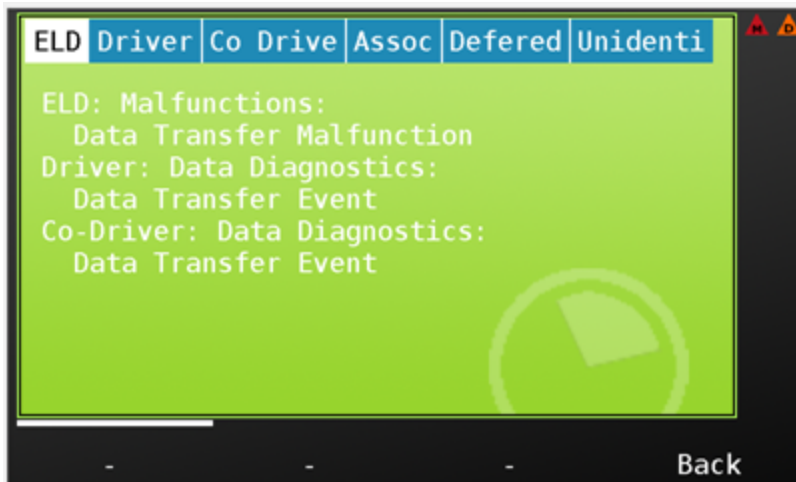 ELD Driver Co Drive Assoc Defered Unidenti
M D
ELD: Malfunctions:
Data Transfer Malfunction
Driver: Data Diagnostics:
Data Transfer Event
Co-Driver: Data Diagnostics:
Data Transfer Event
- - - Back